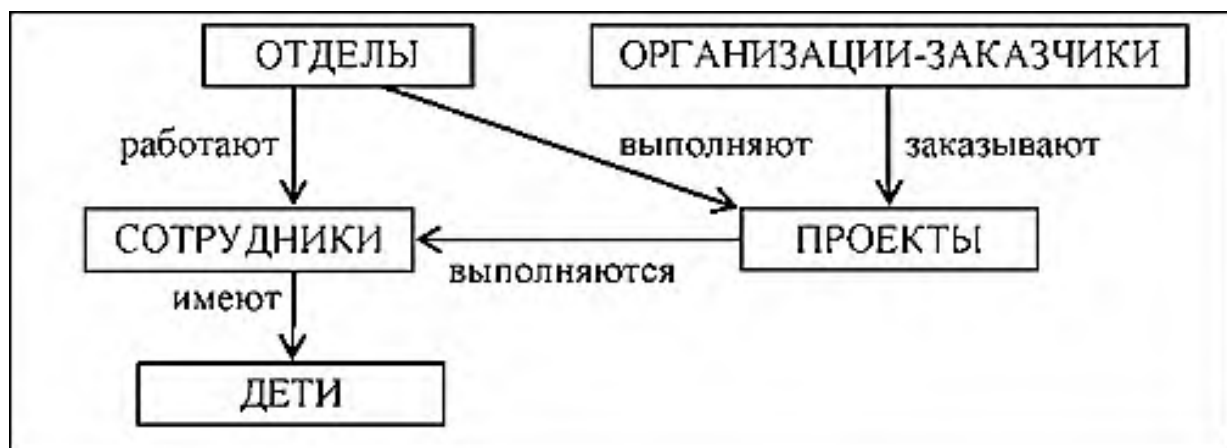 ОТДЕЛЫ
ОРГАНИЗАЦИИ-ЗАКАЗЧИКИ
работают
выполняют
заказывают
СОТРУДНИКИ
ПРОЕКТЫ
выполняются
имеют
ДЕТИ